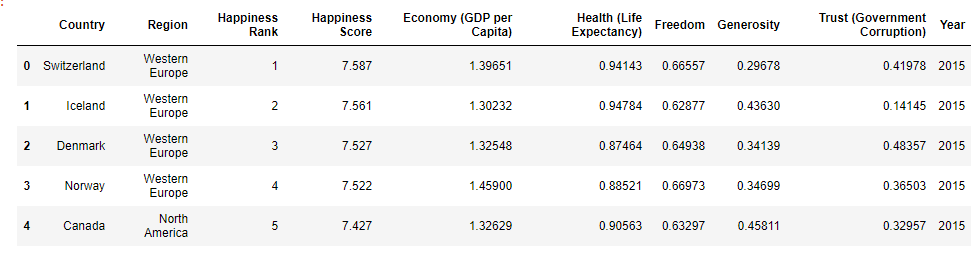 :
Country Region Happiness Rank Happiness Score Economy (GDP per Capita) Health (Life Expectancy) Freedom Generosity Trust (Government Corruption) Year
0 Switzerland Western Europe 1 7.587 1.39651 0.94143 0.66557 0.29678 0.41978 2015
1 Iceland Western Europe 2 7.561 1.30232 0.94784 0.62877 0.43630 0.14145 2015
2 Denmark Western Europe 3 7.527 1.32548 0.87464 0.64938 0.34139 0.48357 2015
3 Norway Western Europe 4 7.522 1.45900 0.88521 0.66973 0.34699 0.36503 2015
4 Canada North America 5 7.427 1.32629 0.90563 0.63297 0.45811 0.32957 2015